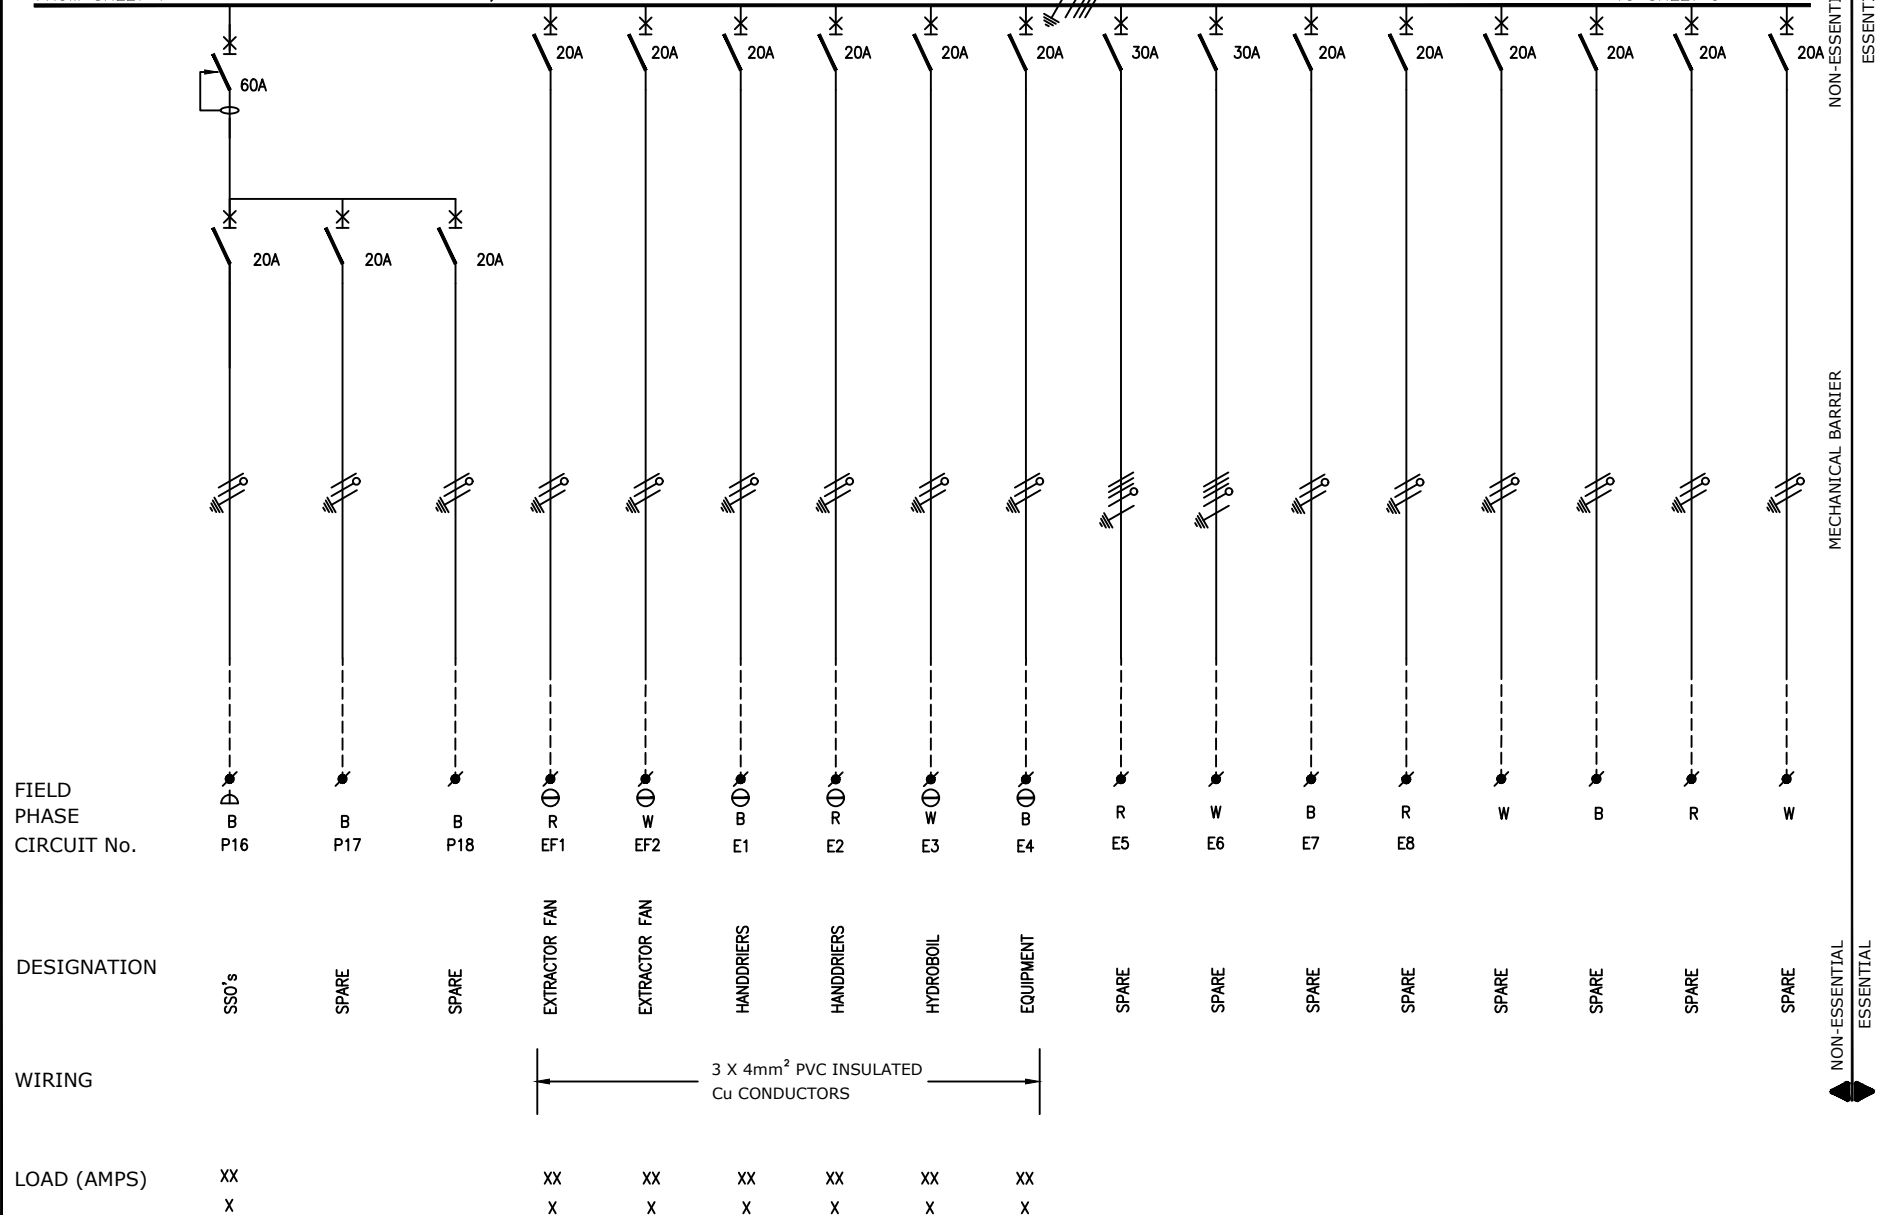 20A 20A 20A 20A 20A 20A 30A 30A 20A 20A 20A 20A 20A 20A
60A
20A 20A 20A
NON-ESSENTI
ESSENTI
MECHANICAL BARRIER
FIELD
PHASE B B B R W B R W B R W B R W B R W
CIRCUIT No. P16 P17 P18 EF1 EF2 E1 E2 E3 E4 E5 E6 E7 E8
DESIGNATION
SSO's
SPARE
SPARE
EXTRACTOR FAN
EXTRACTOR FAN
HANDDRIERS
HANDDRIERS
HYDROBOIL
EQUIPMENT
SPARE
SPARE
SPARE
SPARE
SPARE
SPARE
SPARE
SPARE
NON-ESSENTIAL
ESSENTIAL
WIRING
3 X 4mm² PVC INSULATED
Cu CONDUCTORS
LOAD (AMPS) XX XX XX XX XX XX XX
X X X X X X X